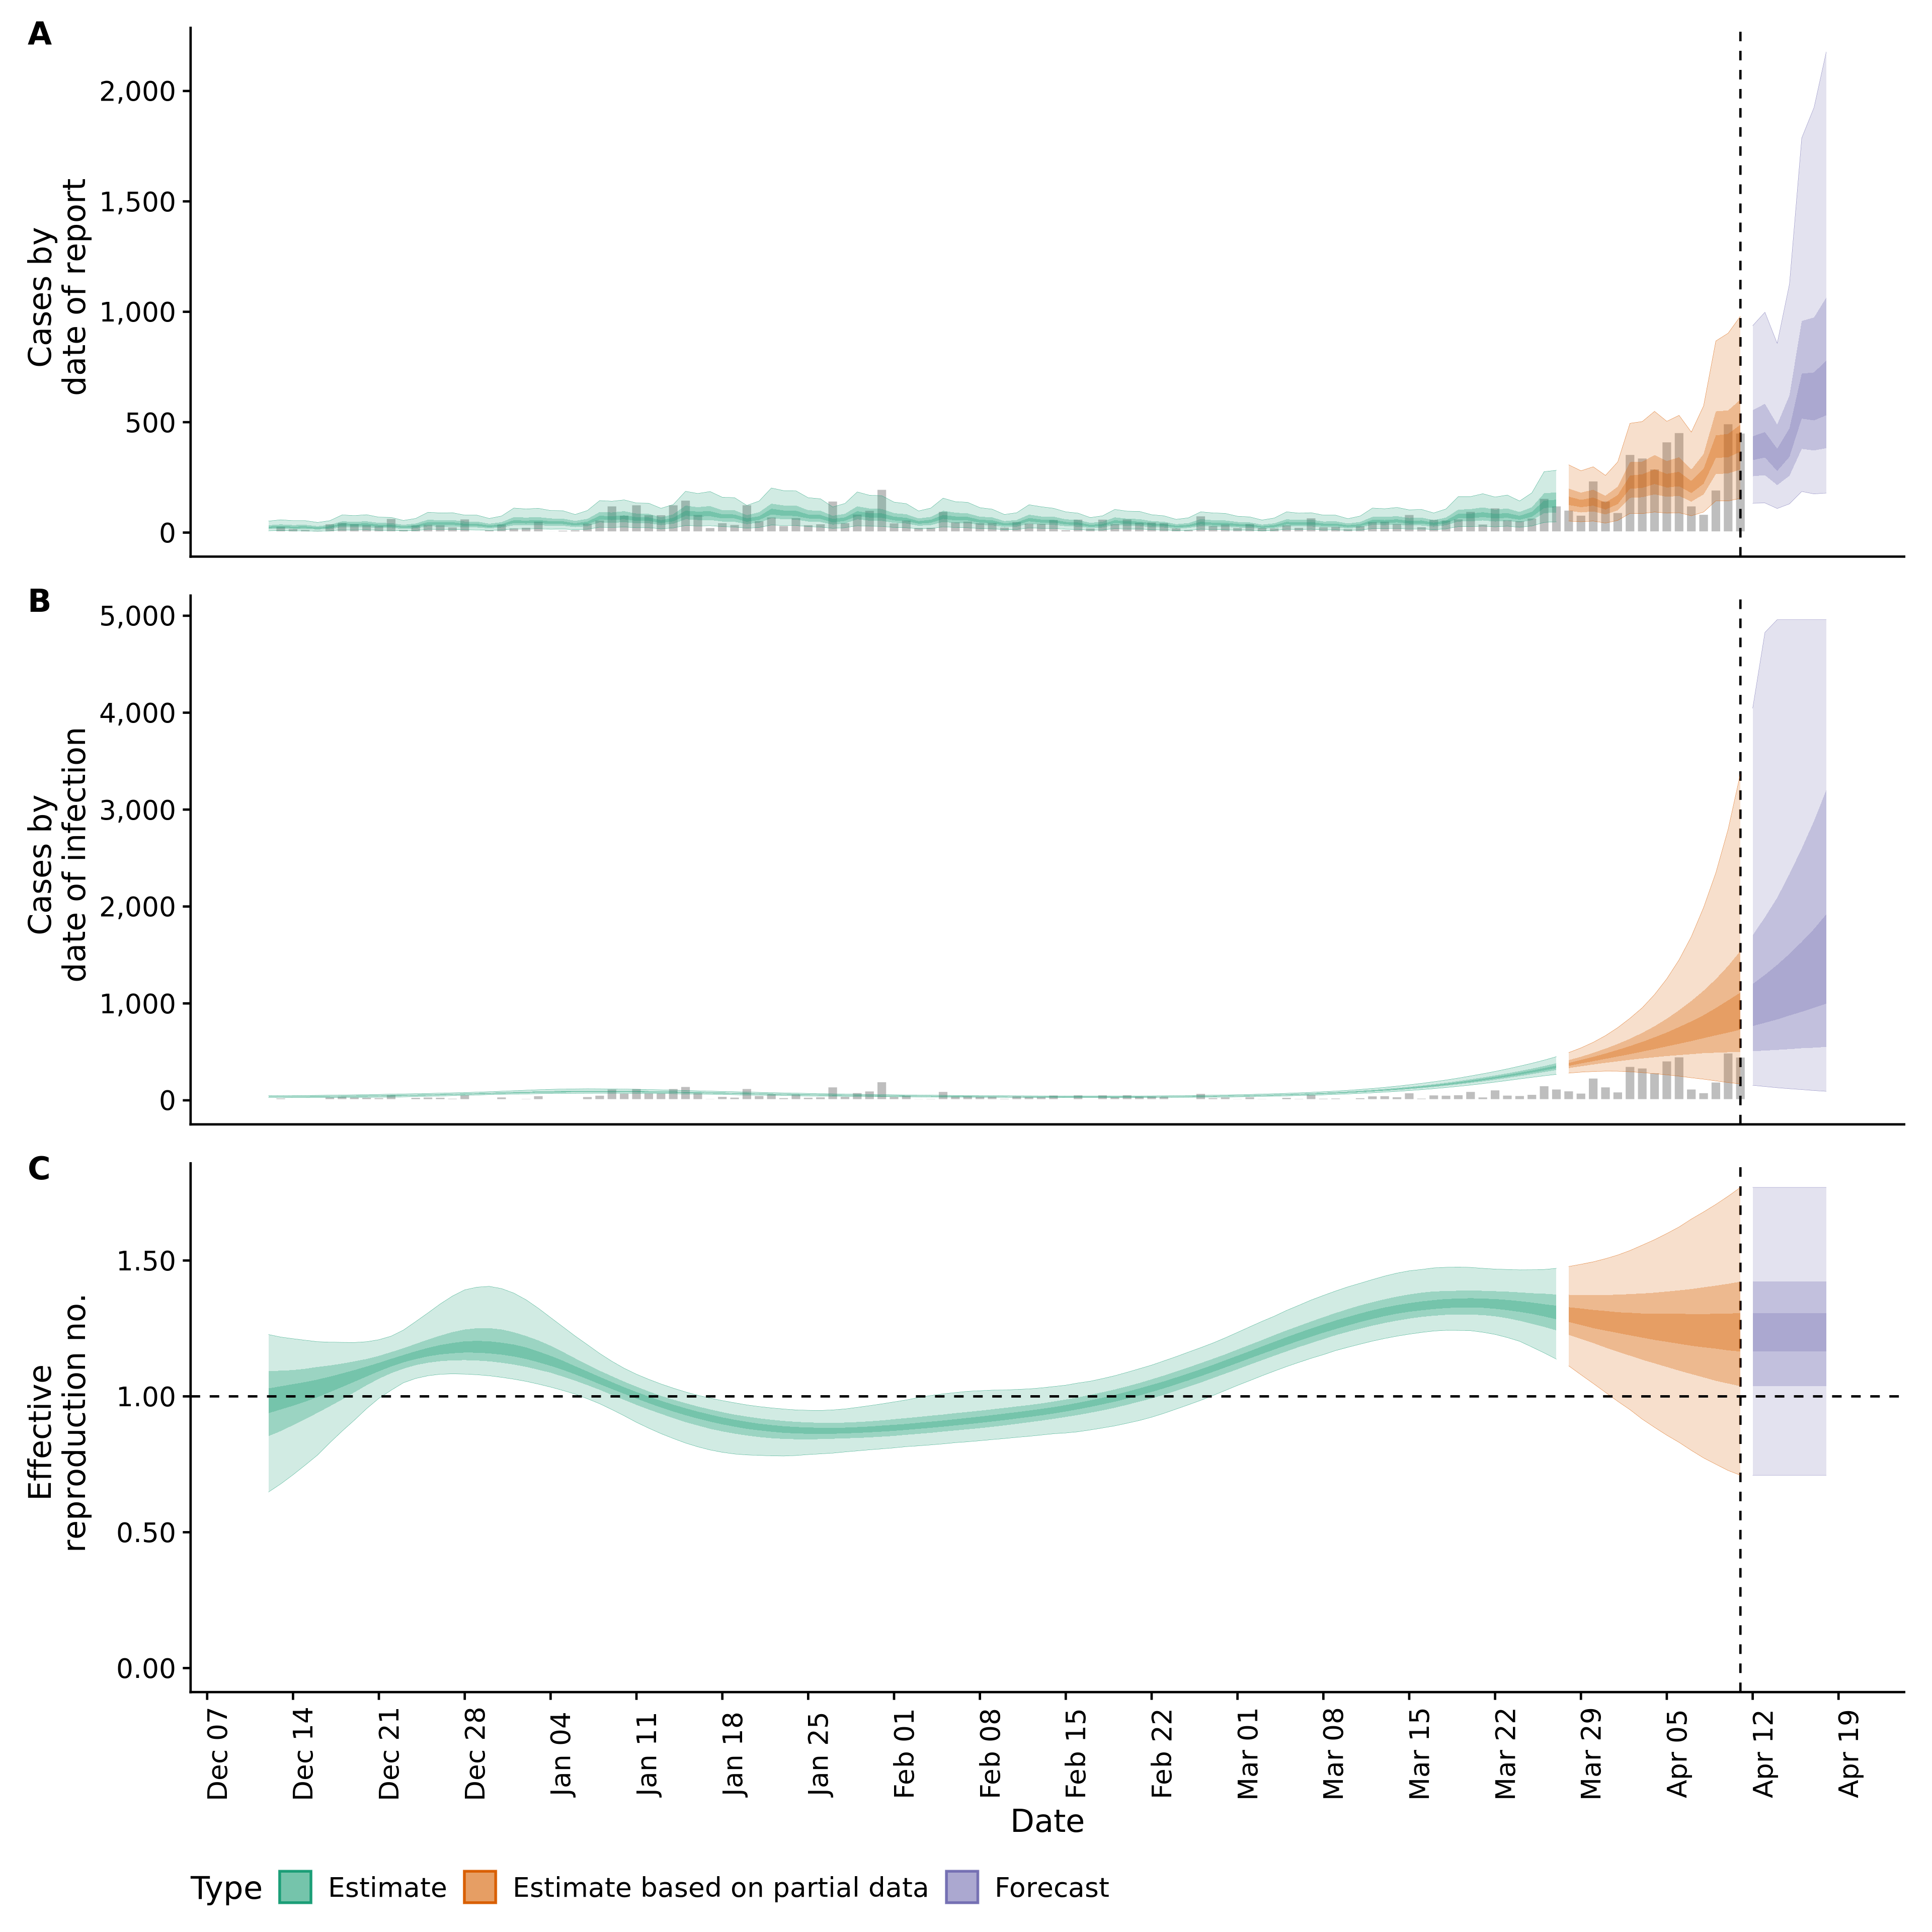 A
Cases by
date of report
2,000
1,500
1,000
500
0
B
Cases by
date of infection
5,000
4,000
3,000
2,000
1,000
0
C
Effective
reproduction no.
1.50
1.00
0.50
0.00
Dec 07
Dec 14
Dec 21
Dec 28
Jan 04
Jan 11
Jan 18
Jan 25
Feb 01
Feb 08
Feb 15
Feb 22
Mar 01
Mar 08
Mar 15
Mar 22
Mar 29
Apr 05
Apr 12
Apr 19
Date
Type Estimate Estimate based on partial data Forecast